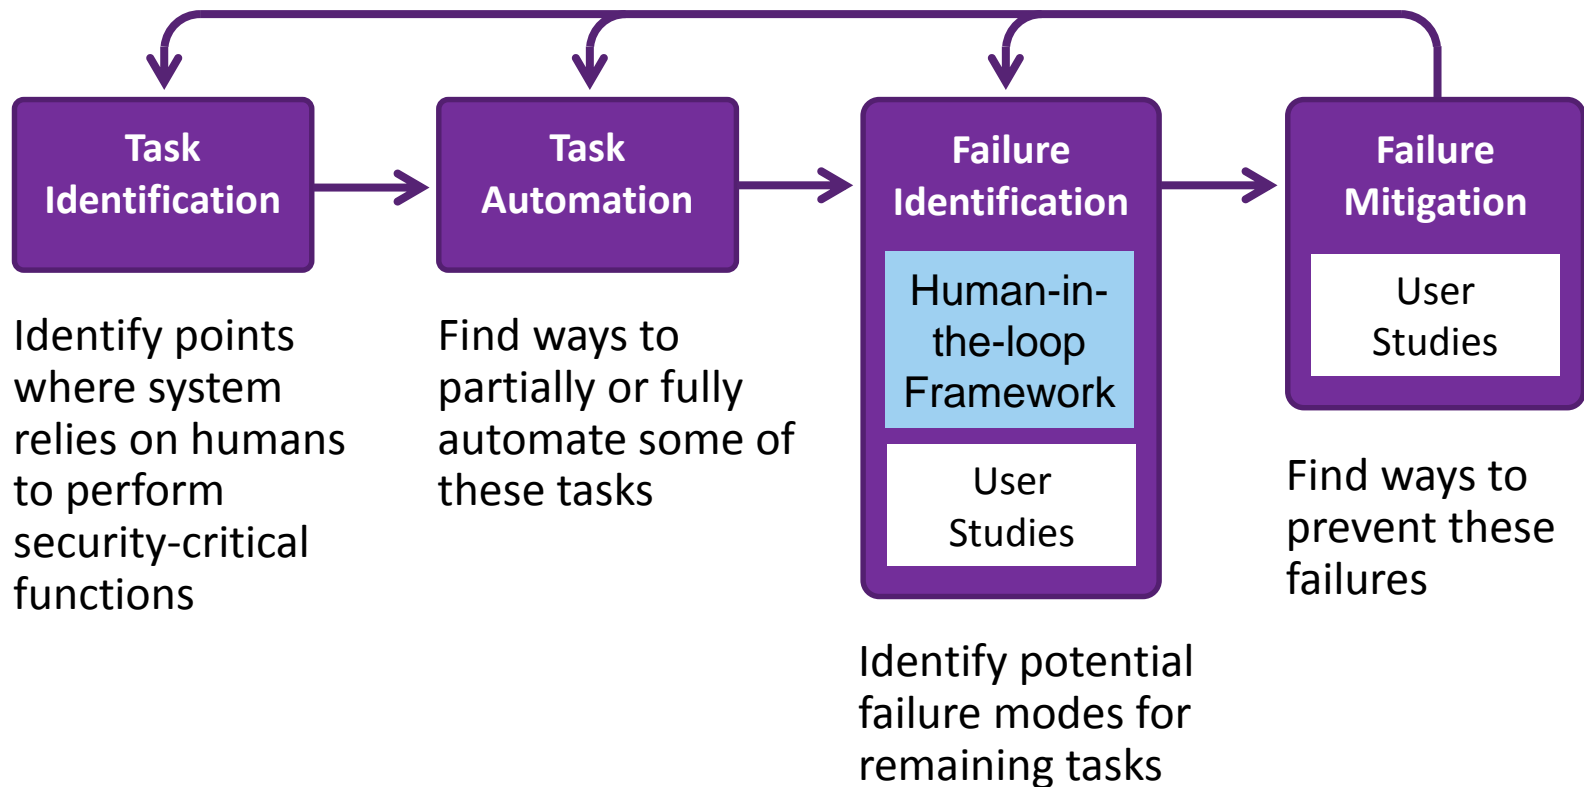 Task
Identification
Identify points
where system
relies on humans
to perform
security-critical
functions
Task
Automation
Find ways to
partially or fully
automate some of
these tasks
Failure
Identification
Human-in-
the-loop
Framework
User
Studies
Identify potential
failure modes for
remaining tasks
Failure
Mitigation
User
Studies
Find ways to
prevent these
failures